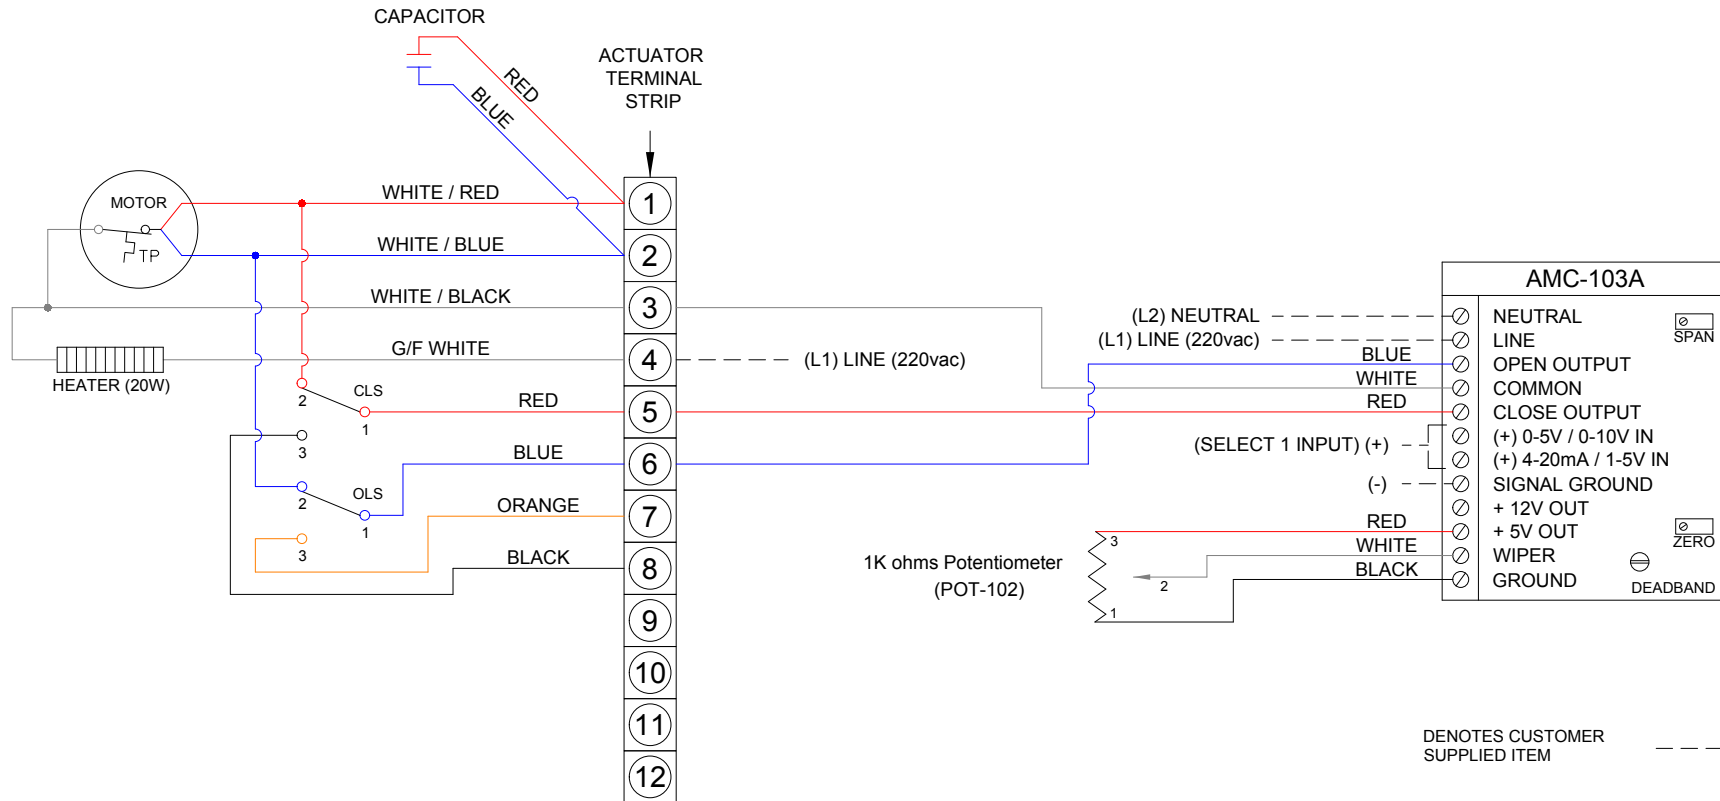 CAPACITOR
ACTUATOR
TERMINAL
STRIP
RED
BLUE
MOTOR
TP
WHITE / RED
WHITE / BLUE
WHITE / BLACK
G/F WHITE
HEATER (20W)
CLS
2
1
3
RED
BLUE
OLS
2
1
3
ORANGE
BLACK
1
2
3
4
5
6
7
8
9
10
11
12
(L1) LINE (220vac)
(L2) NEUTRAL
(L1) LINE (220vac)
BLUE
WHITE
RED
(SELECT 1 INPUT) (+)
(-)
RED
WHITE
BLACK
1K ohms Potentiometer
(POT-102)
3
2
1
AMC-103A
NEUTRAL
LINE
OPEN OUTPUT
COMMON
CLOSE OUTPUT
(+) 0-5V / 0-10V IN
(+) 4-20mA / 1-5V IN
SIGNAL GROUND
+ 12V OUT
+ 5V OUT
WIPER
GROUND
SPAN
ZERO
DEADBAND
DENOTES CUSTOMER
SUPPLIED ITEM